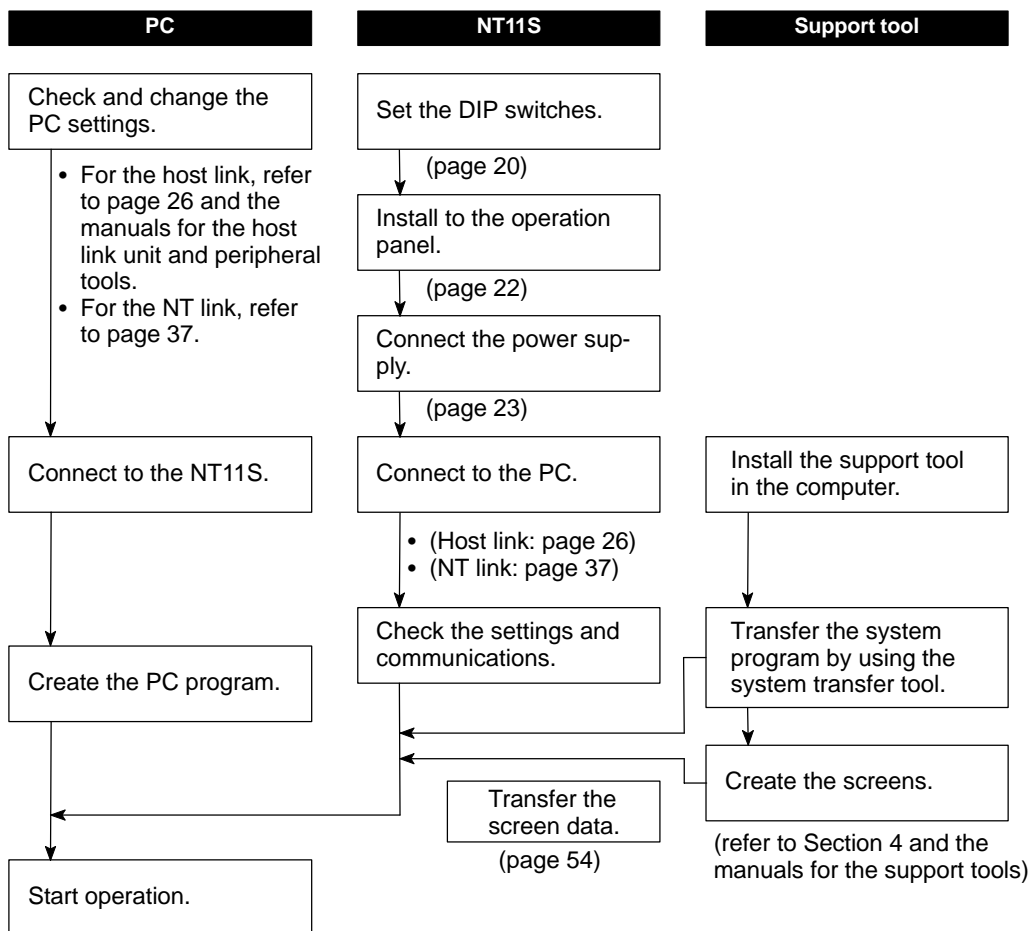 PC
NT11S
Support tool
Check and change the
PC settings.
• For the host link, refer
to page 26 and the
manuals for the host
link unit and peripheral
tools.
• For the NT link, refer
to page 37.
Connect to the NT11S.
Create the PC program.
Start operation.
Set the DIP switches.
(page 20)
Install to the operation
panel.
(page 22)
Connect the power sup-
ply.
(page 23)
Connect to the PC.
• (Host link: page 26)
• (NT link: page 37)
Check the settings and
communications.
Transfer the
screen data.
(page 54)
Install the support tool
in the computer.
Transfer the system
program by using the
system transfer tool.
Create the screens.
(refer to Section 4 and the
manuals for the support tools)